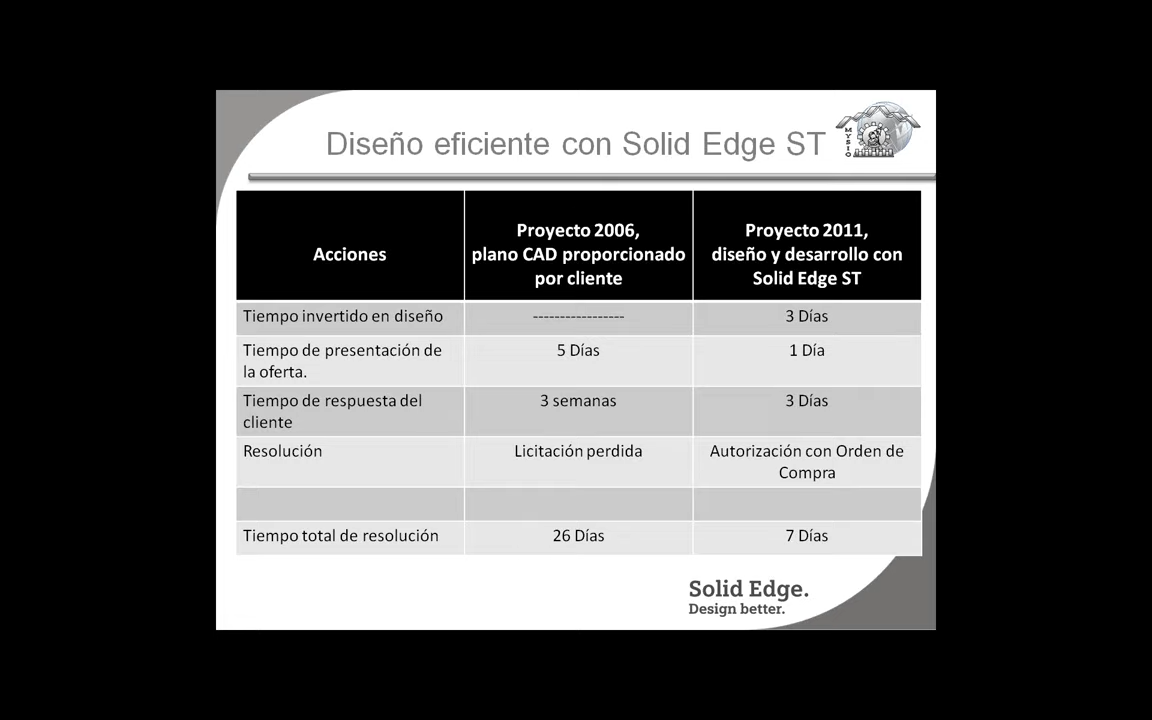 Diseño eficiente con Solid Edge ST
MYSIO
Acciones
Proyecto 2006,
plano CAD proporcionado
por cliente
Proyecto 2011,
diseño y desarrollo con
Solid Edge ST
Tiempo invertido en diseño
-----------------
3 Días
Tiempo de presentación de
la oferta.
5 Días
1 Día
Tiempo de respuesta del
cliente
3 semanas
3 Días
Resolución
Licitación perdida
Autorización con Orden de
Compra
Tiempo total de resolución
26 Días
7 Días
Solid Edge.
Design better.